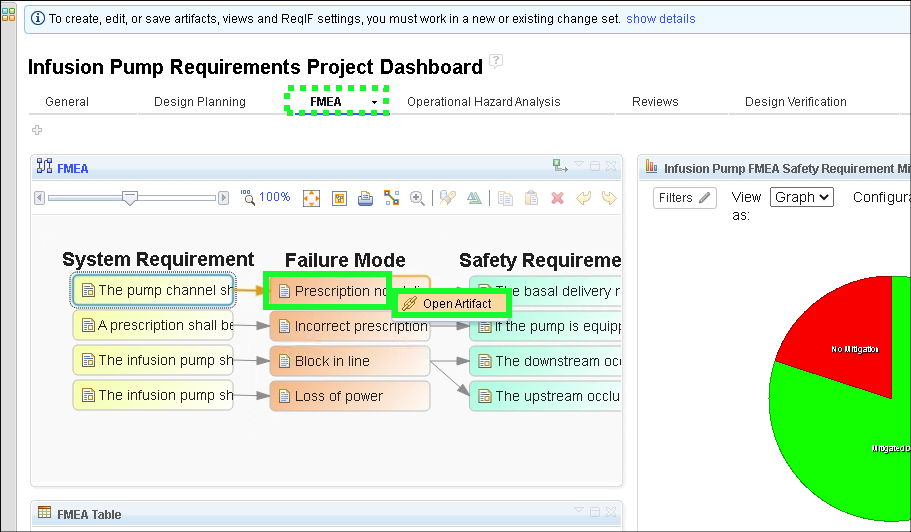 To create, edit, or save artifacts, views and ReqIF settings, you must work in a new or existing change set. show details
Infusion Pump Requirements Project Dashboard ?
General Design Planning FMEA Operational Hazard Analysis Reviews Design Verification
FMEA
100 100%
System Requirement Failure Mode Safety Requireme
The pump channel sh Prescription no The basal delivery r
Open Artifact
A prescription shall be Incorrect prescription If the pump is equipp
The infusion pump sh Block in line The downstream occ
The infusion pump sh Loss of power The upstream occlu
FMEA Table
Infusion Pump FMEA Safety Requirement Mi
Filters View as: Graph Configura
No Mitigation
Mitigated b